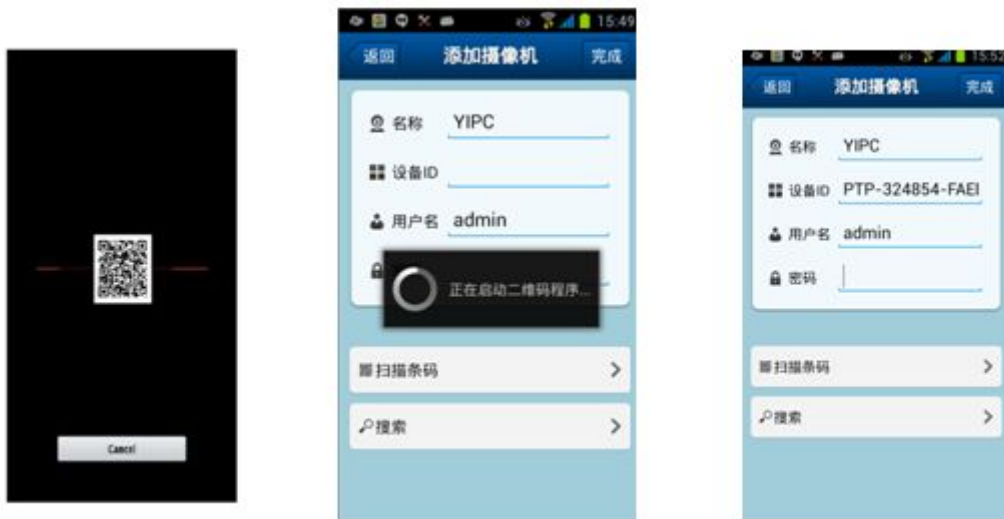 Cancel
15:49
返回 添加摄像机 完成
名称 YIPC
设备ID
用户名 admin
正在启动二维码程序...
扫描条码
搜索
15:52
返回 添加摄像机 完成
名称 YIPC
设备ID PTP-324854-FAEI
用户名 admin
密码
扫描条码
搜索